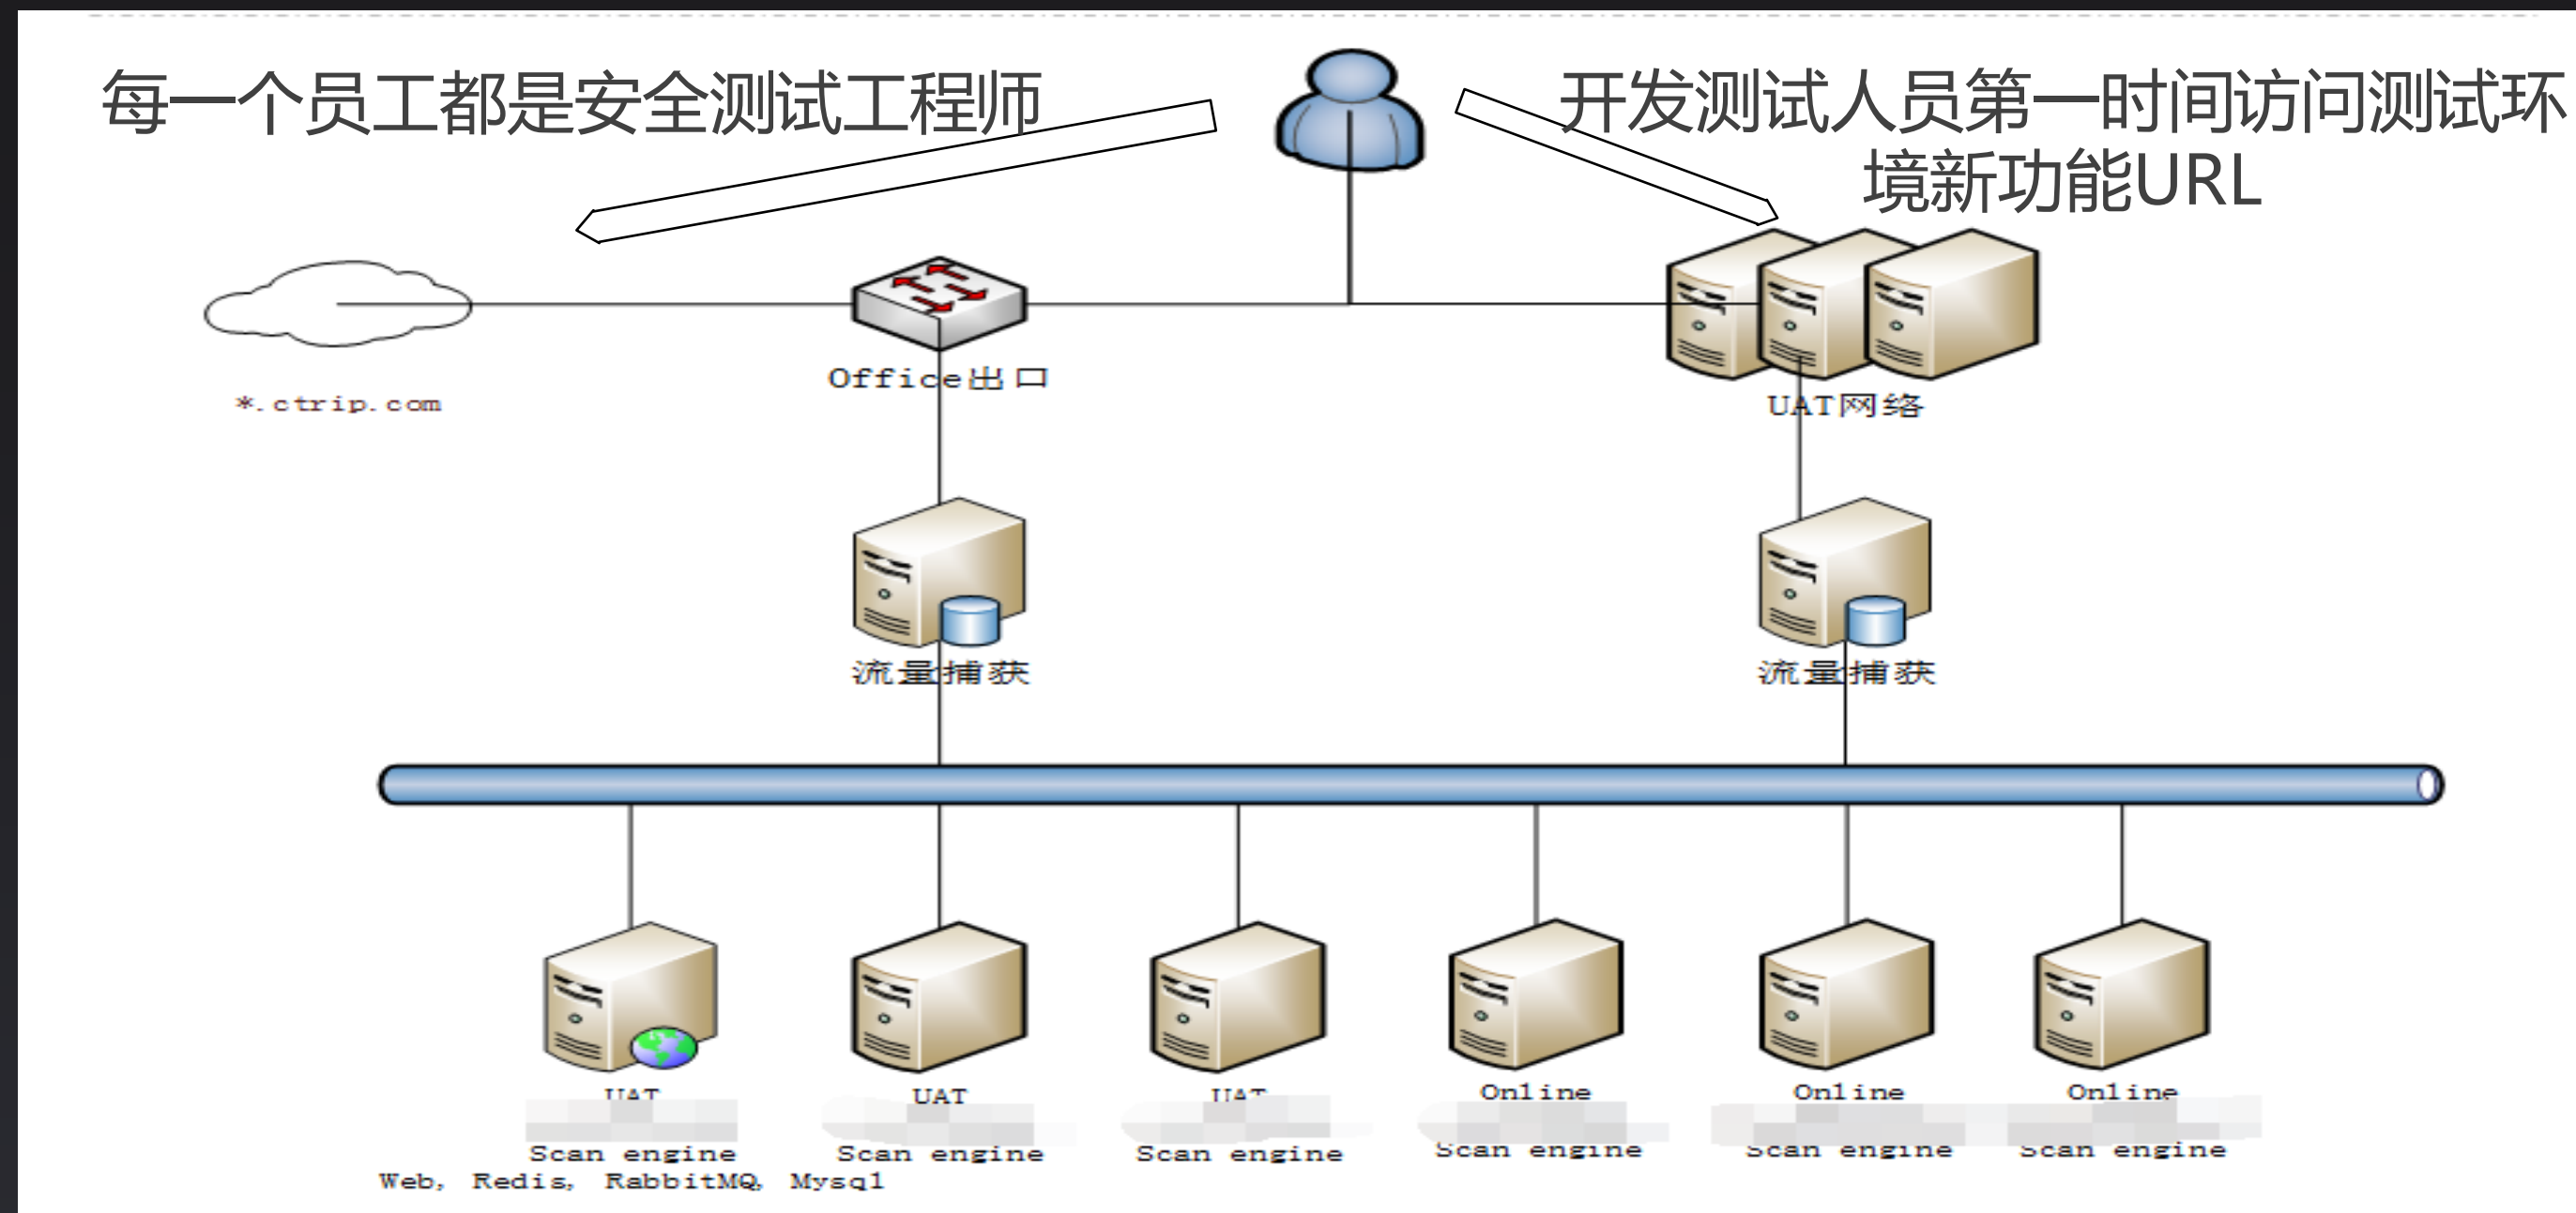 每一个员工都是安全测试工程师
开发测试人员第一时间访问测试环
境新功能URL
*.ctrip.com
Office出口
UAT网络
流量捕获
流量捕获
UAT
UAT
UAT
Online
Online
Online
Scan engine
Scan engine
Scan engine
Scan engine
Scan engine
Scan engine
Web, Redis, RabbitMQ, Mysql